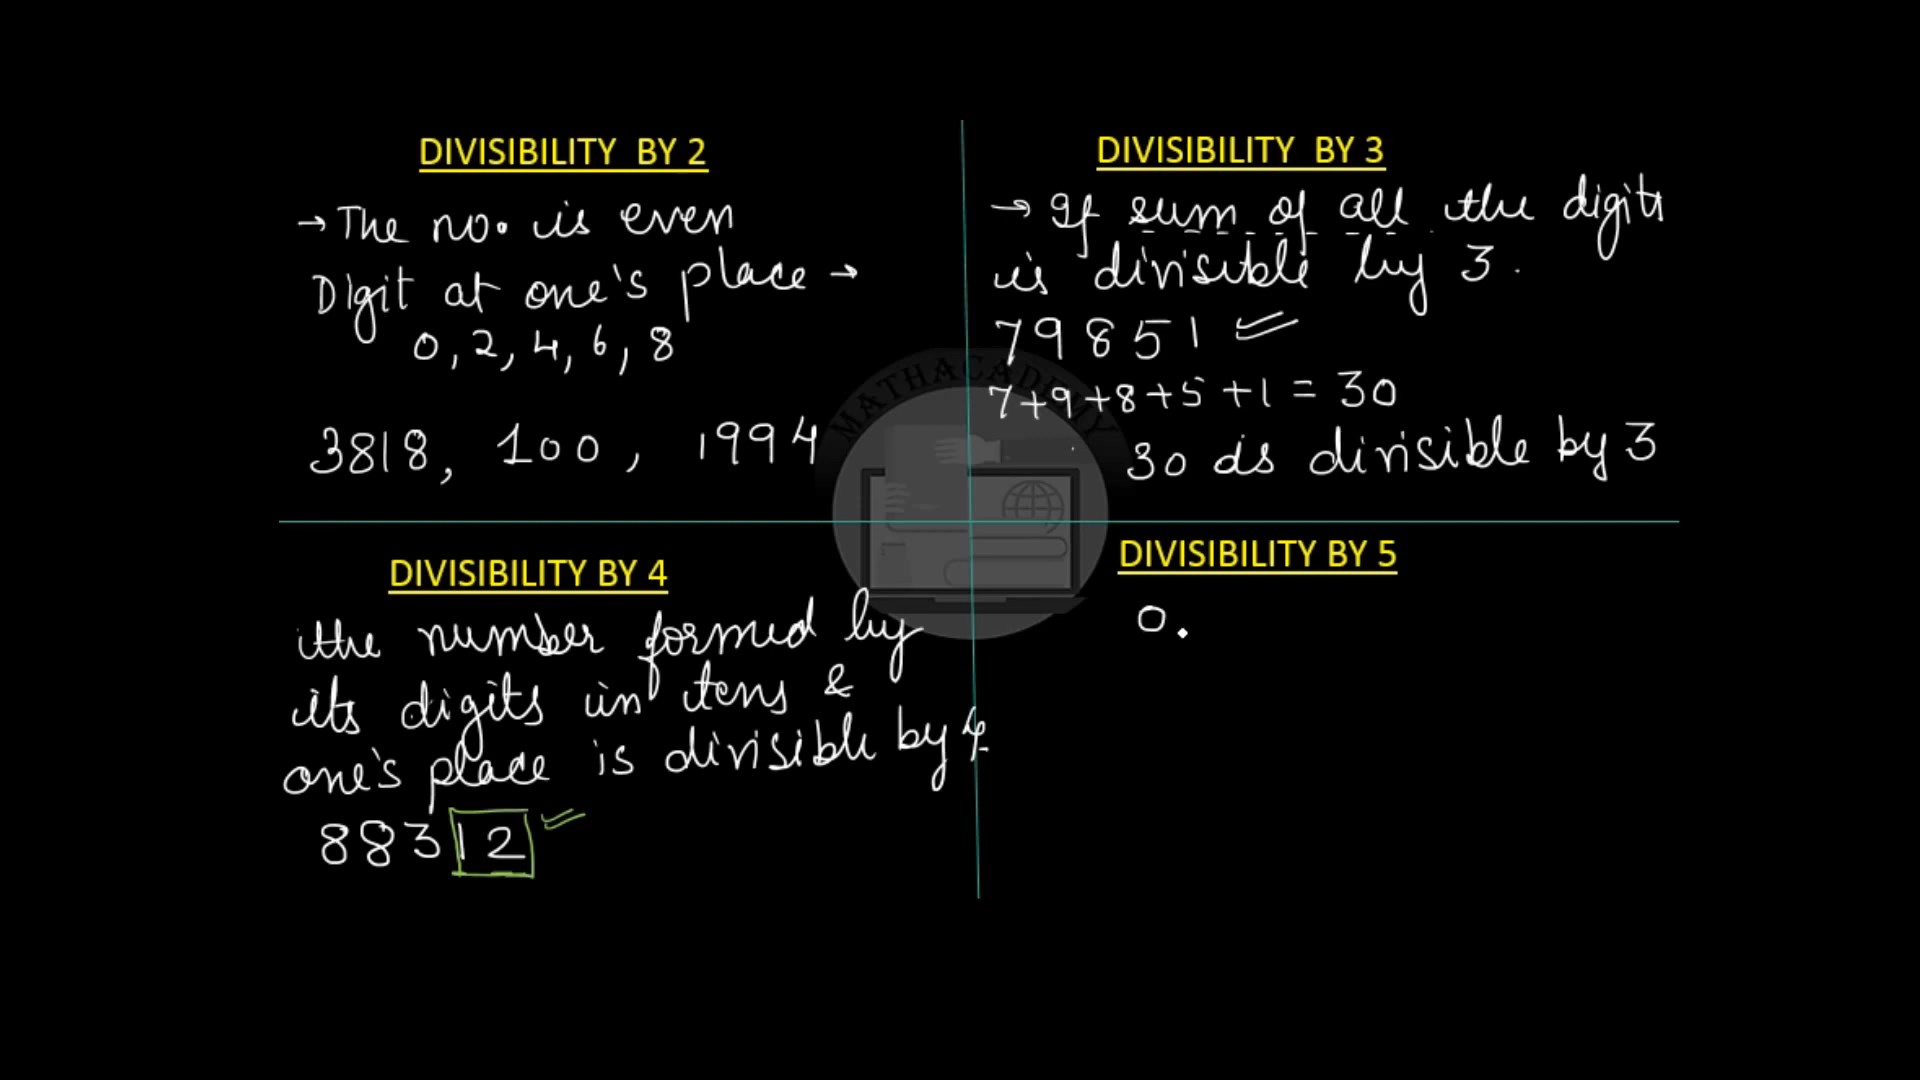 DIVISIBILITY BY 2
→ The no. is even
Digit at one's place →
0, 2, 4, 6, 8
3818, 100, 1994
DIVISIBILITY BY 3
→ If sum of all the digits
is divisible by 3.
79851
7+9+8+5+1 = 30
30 is divisible by 3
MATHACADEMY
DIVISIBILITY BY 4
the number formed by
its digits in tens &
one's place is divisible by 4
88312
DIVISIBILITY BY 5
0.